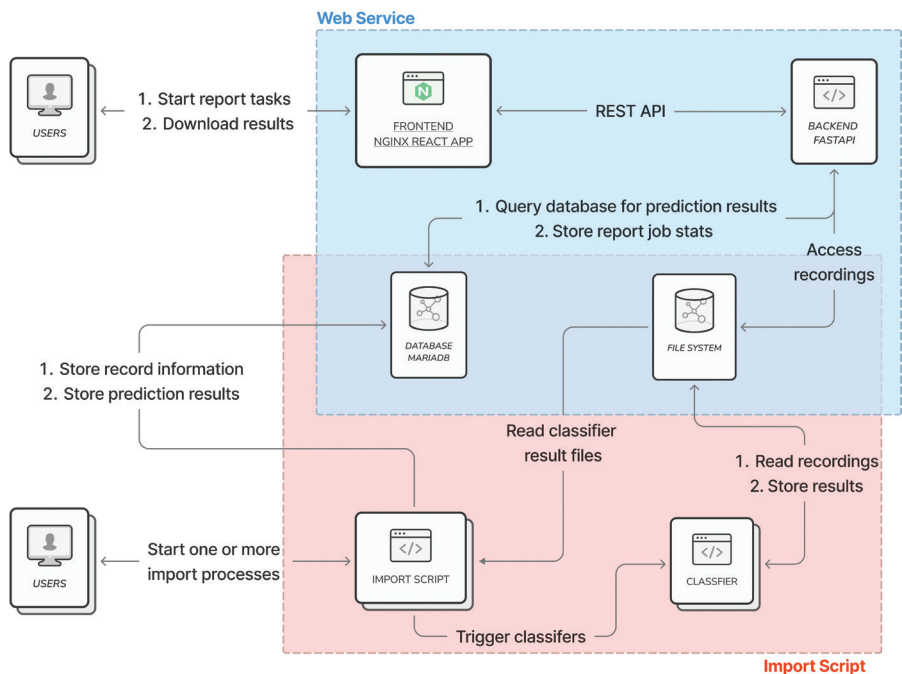 Web Service
1. Start report tasks
2. Download results
USERS
FRONTEND
NGINX REACT APP
REST API
BACKEND
FASTAPI
1. Query database for prediction results
2. Store report job stats
Access
recordings
DATABASE
MARIADB
FILE SYSTEM
1. Store record information
2. Store prediction results
Read classifier
result files
1. Read recordings
2. Store results
USERS
Start one or more
import processes
IMPORT SCRIPT
CLASSFIER
Trigger classifers
Import Script